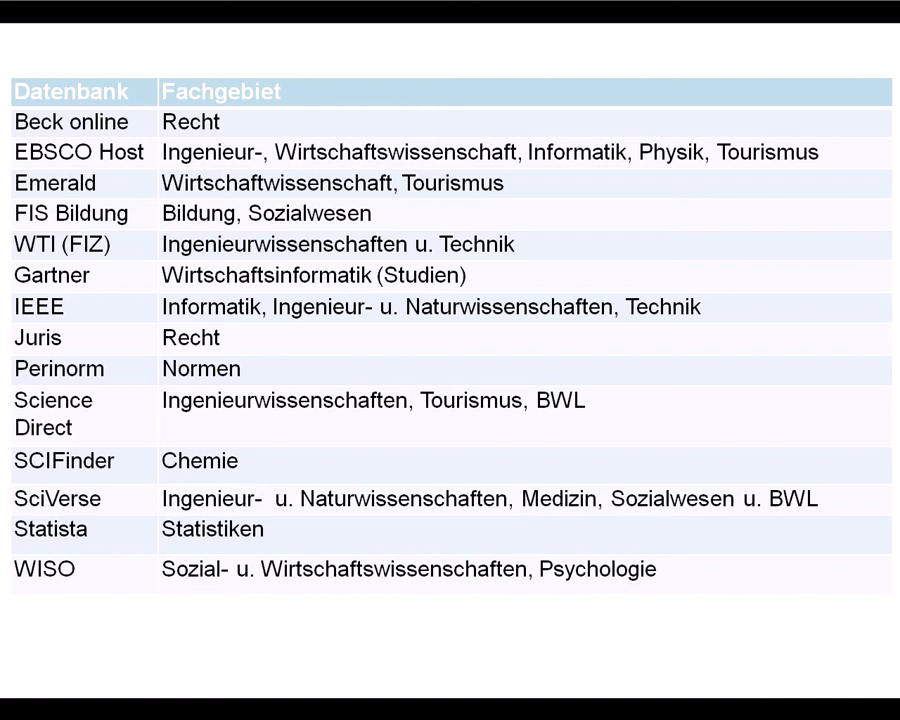 Datenbank Fachgebiet
Beck online Recht
EBSCO Host Ingenieur-, Wirtschaftswissenschaft, Informatik, Physik, Tourismus
Emerald Wirtschaftwissenschaft, Tourismus
FIS Bildung Bildung, Sozialwesen
WTI (FIZ) Ingenieurwissenschaften u. Technik
Gartner Wirtschaftsinformatik (Studien)
IEEE Informatik, Ingenieur- u. Naturwissenschaften, Technik
Juris Recht
Perinorm Normen
Science Ingenieurwissenschaften, Tourismus, BWL
Direct
SCIFinder Chemie
SciVerse Ingenieur- u. Naturwissenschaften, Medizin, Sozialwesen u. BWL
Statista Statistiken
WISO Sozial- u. Wirtschaftswissenschaften, Psychologie